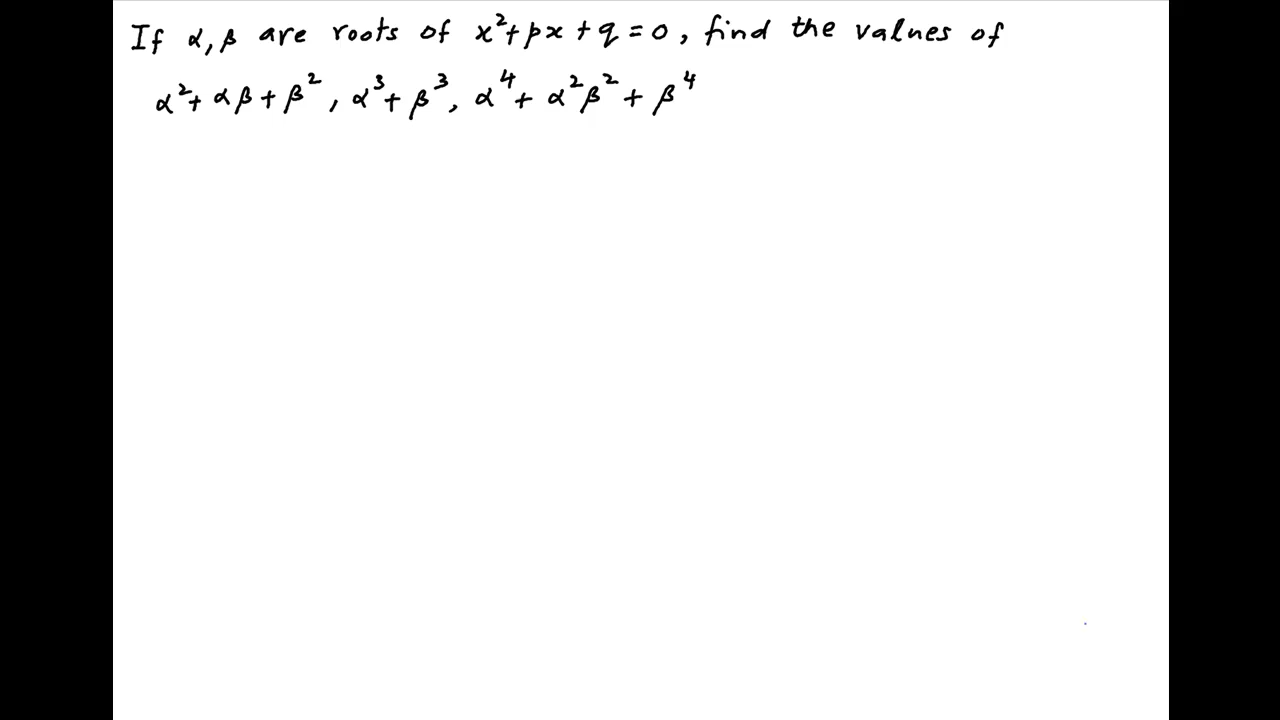 If α, β are roots of x²+px+q=0, find the values of
α²+αβ+β², α³+β³, α⁴+α²β²+β⁴